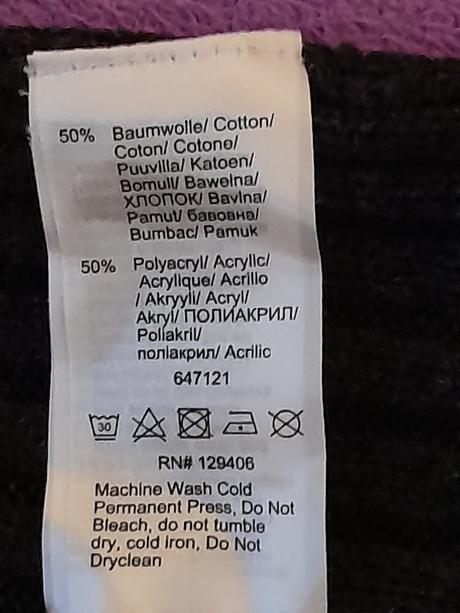 50% Baumwolle/ Cotton/
Coton/ Cotone/
Puuvilla/ Katoen/
Bomull/ Bawełna/
ХЛОПОК/ Bavlna/
Pamut/ бавовна/
Bumbac/ Pamuk
50% Polyacryl/ Acrylic/
Acrylique/ Acrilico
/ Akryyli/ Acryl/
Akryl/ ПОЛИАКРИЛ/
Poliakril/
поліакрил/ Acrilic
647121
30
RN# 129406
Machine Wash Cold
Permanent Press, Do Not
Bleach, do not tumble
dry, cold iron, Do Not
Dryclean